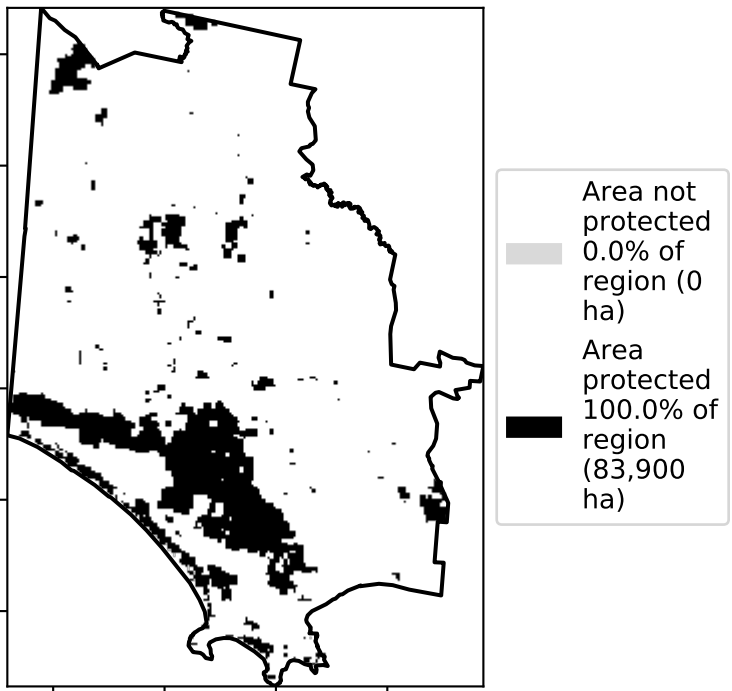 Area not
protected
0.0% of
region (0
ha)
Area
protected
100.0% of
region
(83,900
ha)